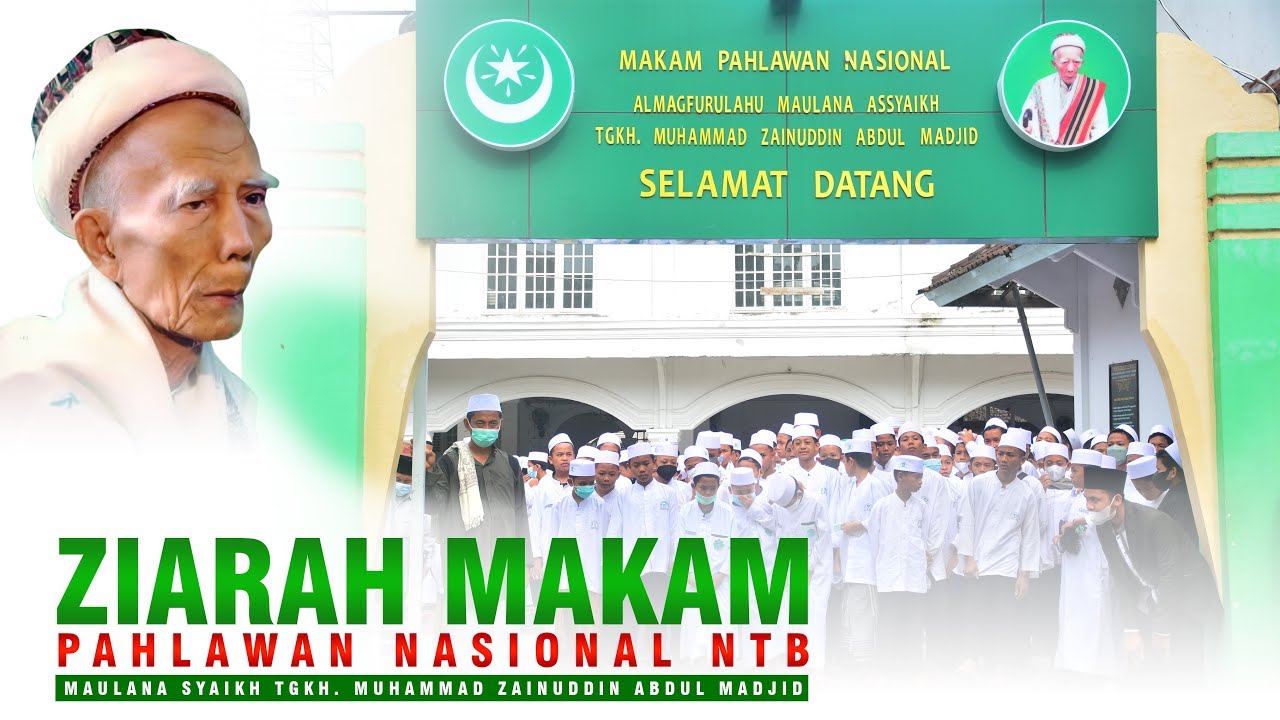 MAKAM PAHLAWAN NASIONAL
ALMAGFURULAHU MAULANA ASSYAIKH
TGKH. MUHAMMAD ZAINUDDIN ABDUL MADJID
SELAMAT DATANG
ZIARAH MAKAM
PAHLAWAN NASIONAL NTB
MAULANA SYAIKH TGKH. MUHAMMAD ZAINUDDIN ABDUL MADJID